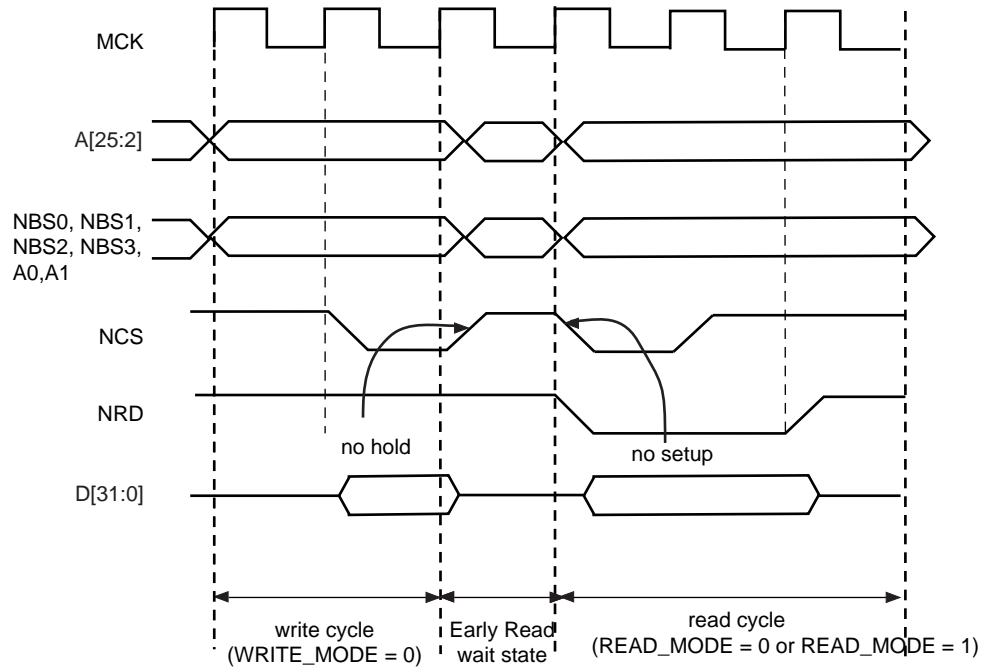 MCK
A[25:2]
NBS0, NBS1,
NBS2, NBS3,
A0,A1
NCS
NRD
no hold
no setup
D[31:0]
write cycle
(WRITE_MODE = 0)
Early Read
wait state
read cycle
(READ_MODE = 0 or READ_MODE = 1)